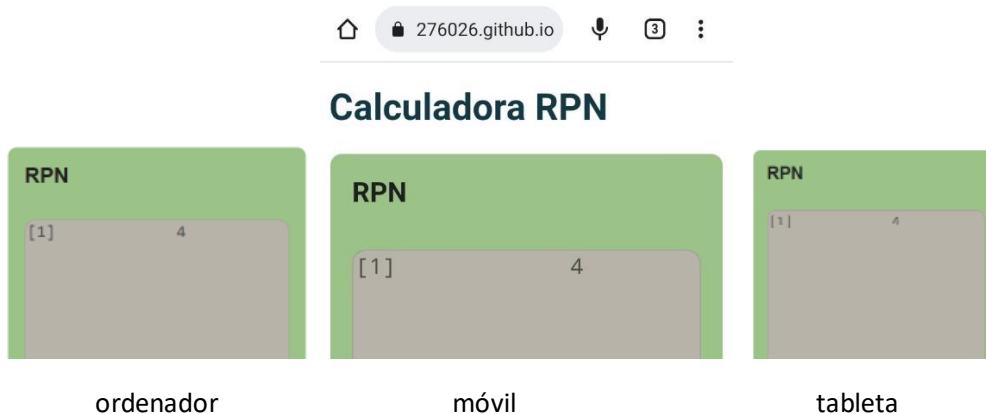 276026.github.io 3
Calculadora RPN
RPN
[1] 4
RPN
[1] 4
RPN
[1] 4
ordenador móvil tableta